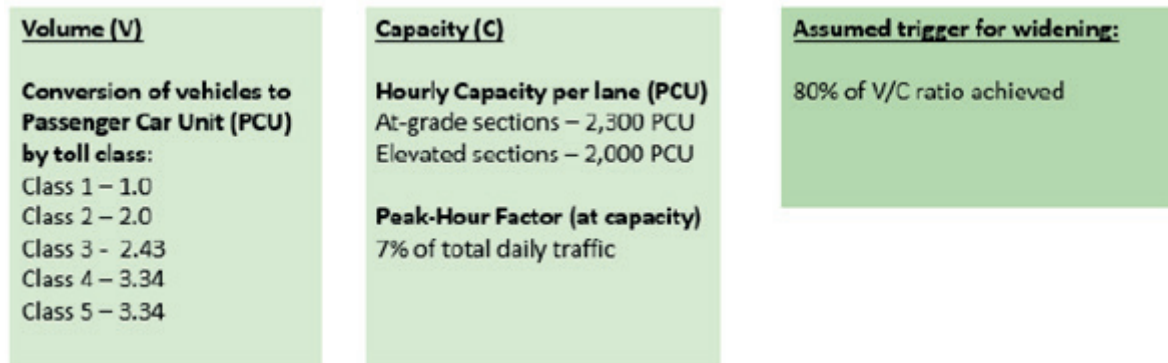 Volume (V)
Conversion of vehicles to
Passenger Car Unit (PCU)
by toll class:
Class 1 – 1.0
Class 2 – 2.0
Class 3 - 2.43
Class 4 – 3.34
Class 5 – 3.34
Capacity (C)
Hourly Capacity per lane (PCU)
At-grade sections – 2,300 PCU
Elevated sections – 2,000 PCU
Peak-Hour Factor (at capacity)
7% of total daily traffic
Assumed trigger for widening:
80% of V/C ratio achieved